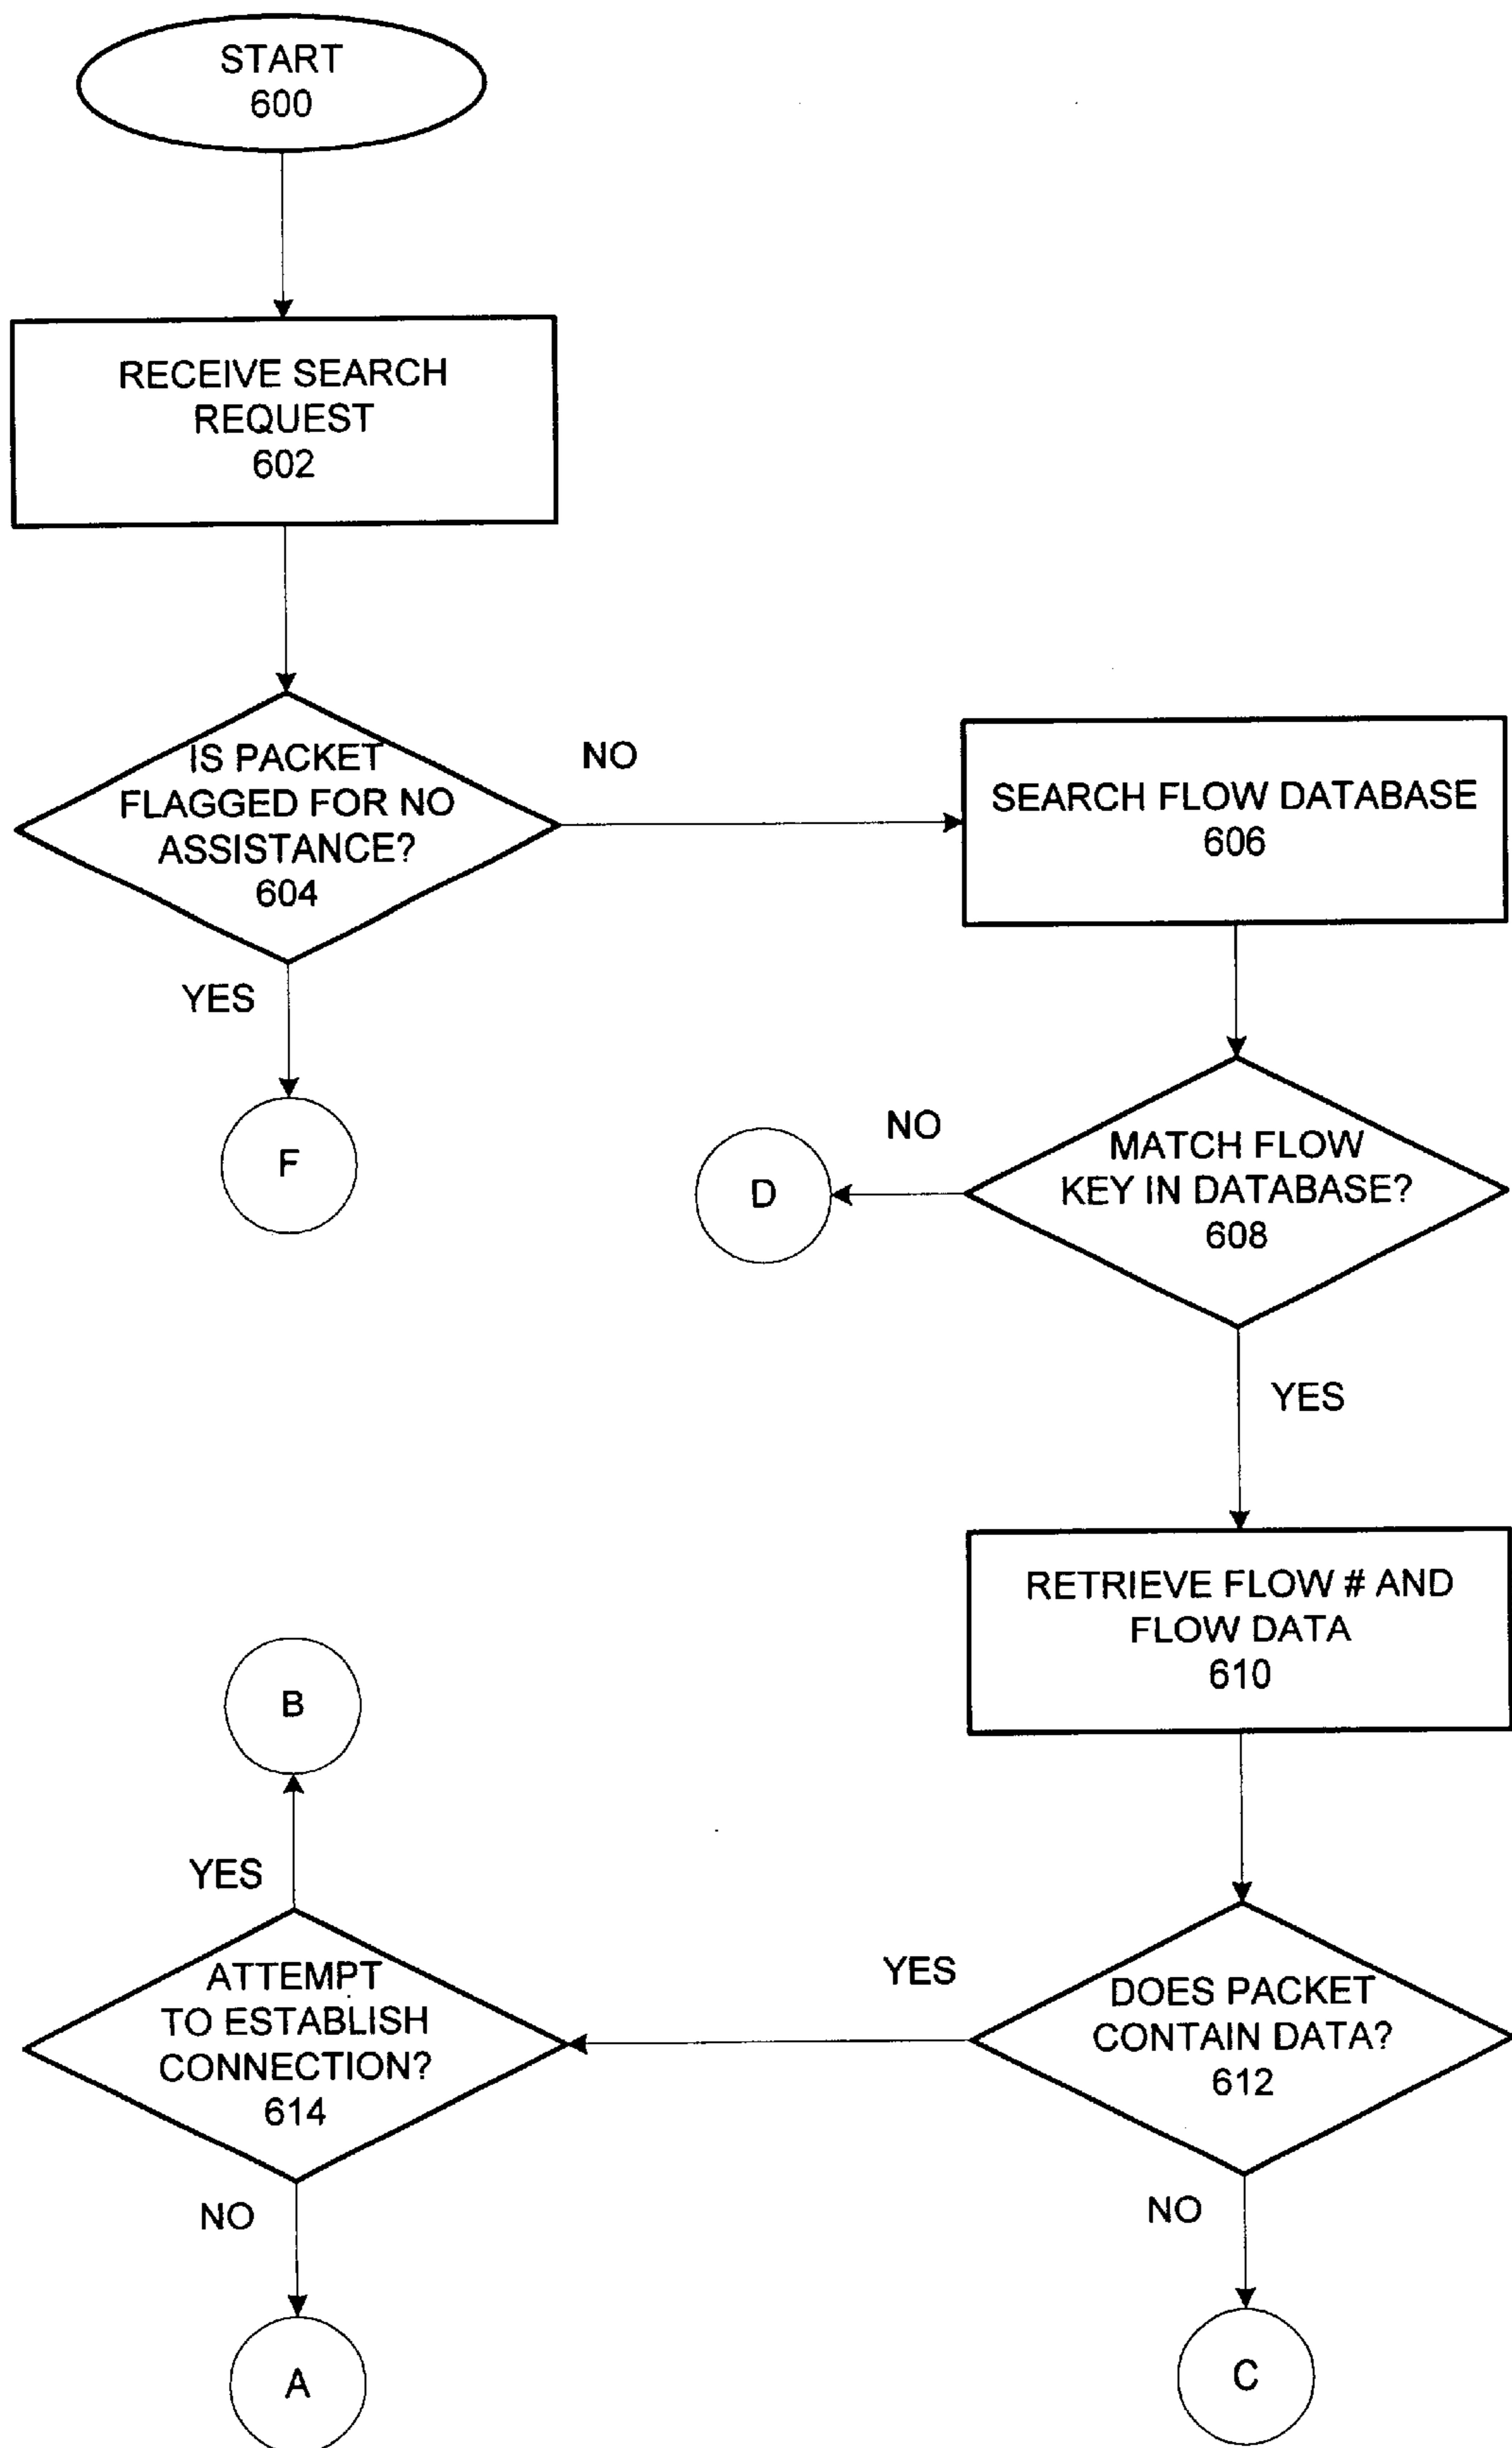 START
600
RECEIVE SEARCH
REQUEST
602
IS PACKET
FLAGGED FOR NO
ASSISTANCE?
604
NO
YES
F
SEARCH FLOW DATABASE
606
MATCH FLOW
KEY IN DATABASE?
608
NO
D
YES
RETRIEVE FLOW # AND
FLOW DATA
610
DOES PACKET
CONTAIN DATA?
612
YES
NO
C
ATTEMPT
TO ESTABLISH
CONNECTION?
614
YES
B
NO
A